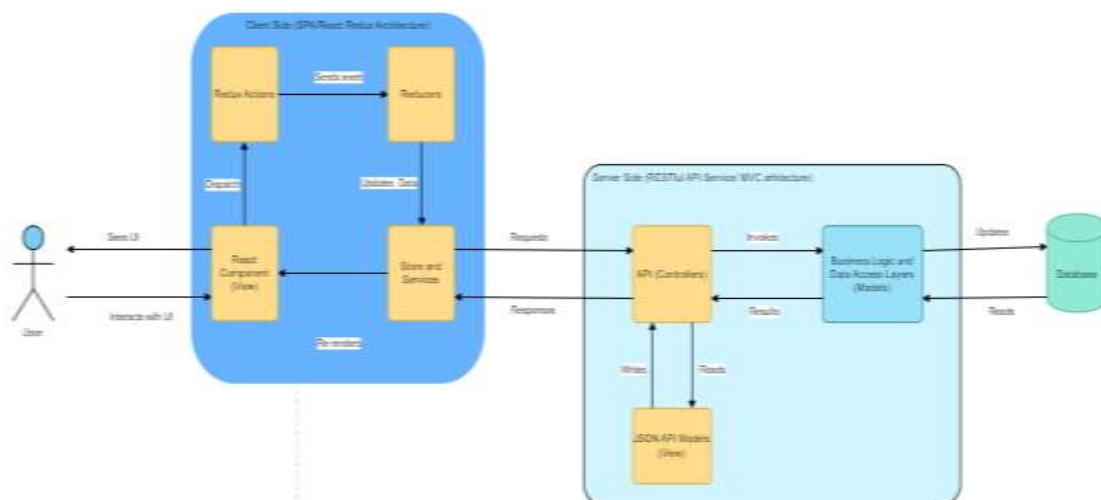 Client Side (SPA/React Redux Architecture)
Redux Actions
Sends event
Reducers
Dispatch
Updates Data
Server Side (RESTful API Service/ MVC arhitecture)
Sees UI
React
Component
(View)
Store and
Services
Requests
API (Controllers)
Invokes
Business Logic and
Data Access Layers
(Models)
Updates
Database
Interacts with UI
User
Responses
Results
Reads
Re-renders
Writes
Reads
JSON API Models
(View)